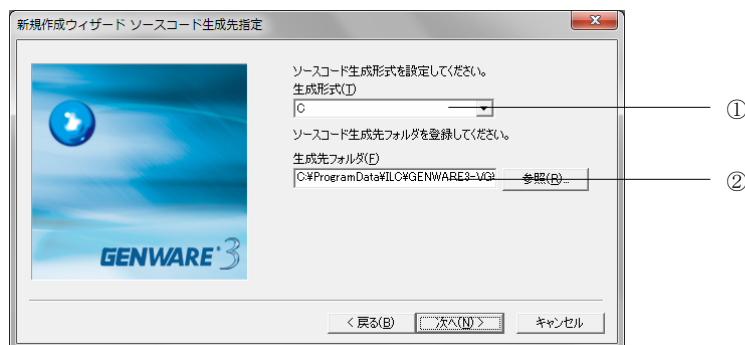 新規作成ウィザード ソースコード生成先指定
ソースコード生成形式を設定してください。
生成形式(T)
C
①
ソースコード生成先フォルダを登録してください。
生成先フォルダ(F)
C:¥ProgramData¥ILC¥GENWARE3-VG¥
参照(R)...
②
GENWARE 3
< 戻る(B)
次へ(N) >
キャンセル